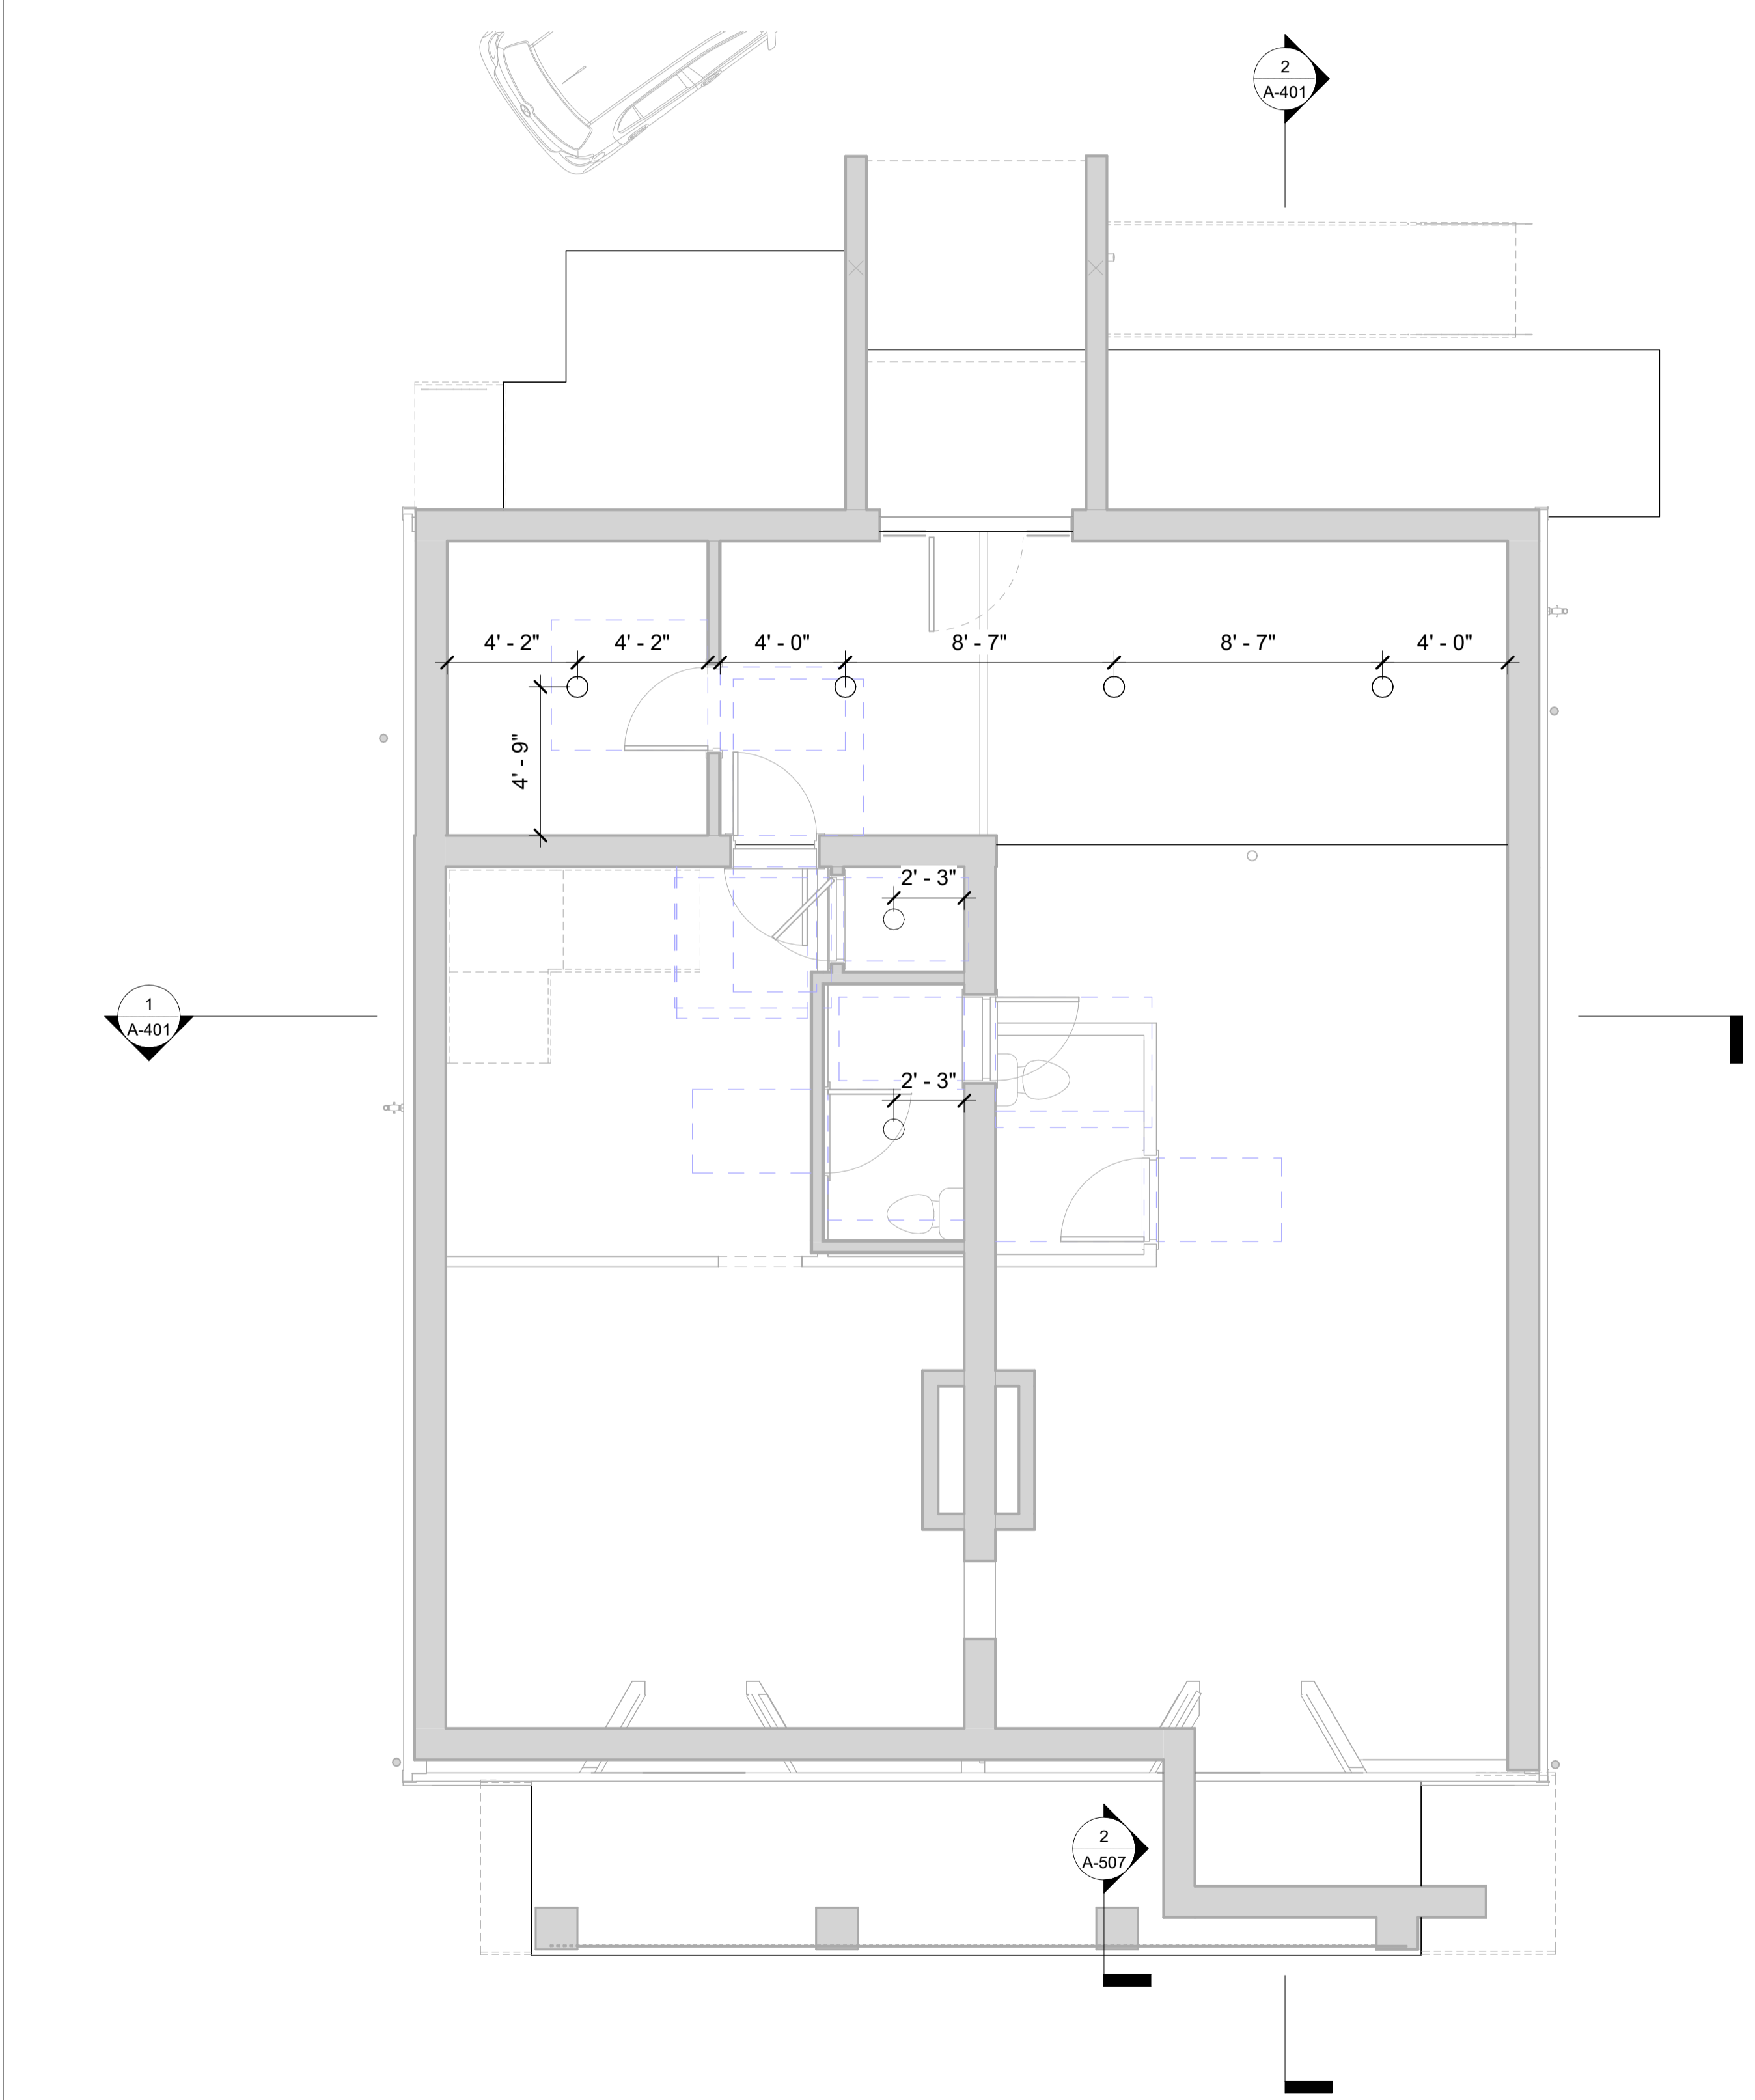 2
A-401
4' - 2"
4' - 2"
4' - 0"
8' - 7"
8' - 7"
4' - 0"
4' - 9"
2' - 3"
1
A-401
2' - 3"
2
A-507